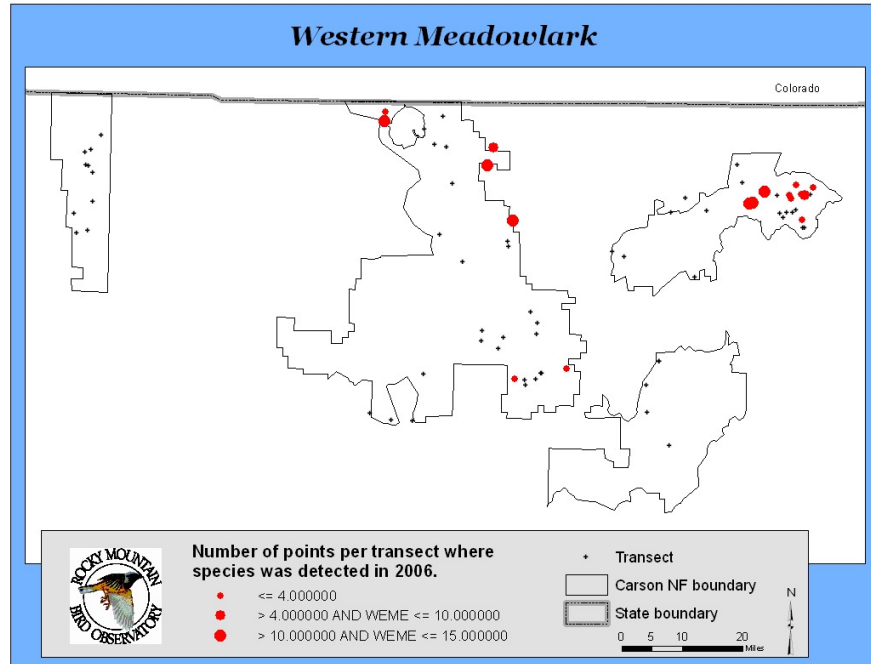 Western Meadowlark
Colorado
ROCKY MOUNTAIN
BIRD OBSERVATORY
Number of points per transect where
species was detected in 2006.
<= 4.000000
> 4.000000 AND WEME <= 10.000000
> 10.000000 AND WEME <= 15.000000
Transect
Carson NF boundary
State boundary
0 5 10 20
Miles
N